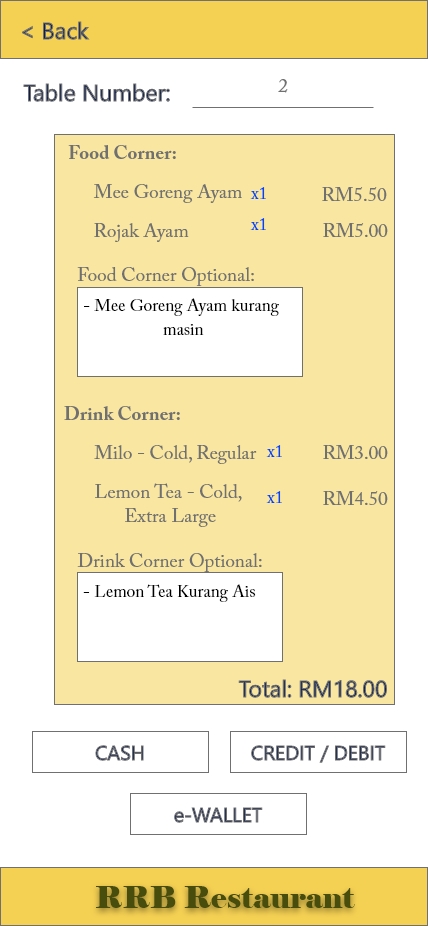 < Back
Table Number: 2
Food Corner:
Mee Goreng Ayam x1 RM5.50
Rojak Ayam x1 RM5.00
Food Corner Optional:
- Mee Goreng Ayam kurang
masin
Drink Corner:
Milo - Cold, Regular x1 RM3.00
Lemon Tea - Cold, x1 RM4.50
Extra Large
Drink Corner Optional:
- Lemon Tea Kurang Ais
Total: RM18.00
CASH CREDIT / DEBIT
e-WALLET
RRB Restaurant